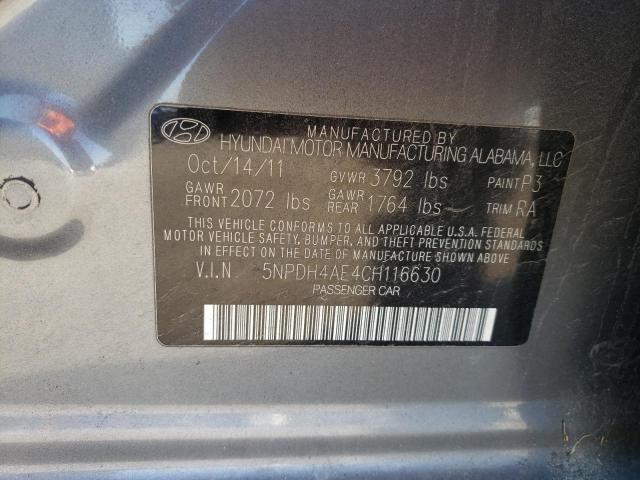 MANUFACTURED BY
HYUNDAI MOTOR MANUFACTURING ALABAMA, LLC
Oct/14/11 GVWR 3792 lbs PAINT P3
GAWR FRONT 2072 lbs GAWR REAR 1764 lbs TRIM RA
THIS VEHICLE CONFORMS TO ALL APPLICABLE U.S.A. FEDERAL
MOTOR VEHICLE SAFETY, BUMPER, AND THEFT PREVENTION STANDARDS
IN EFFECT ON THE DATE OF MANUFACTURE SHOWN ABOVE
V.I.N 5NPDH4AE4CH116630
PASSENGER CAR